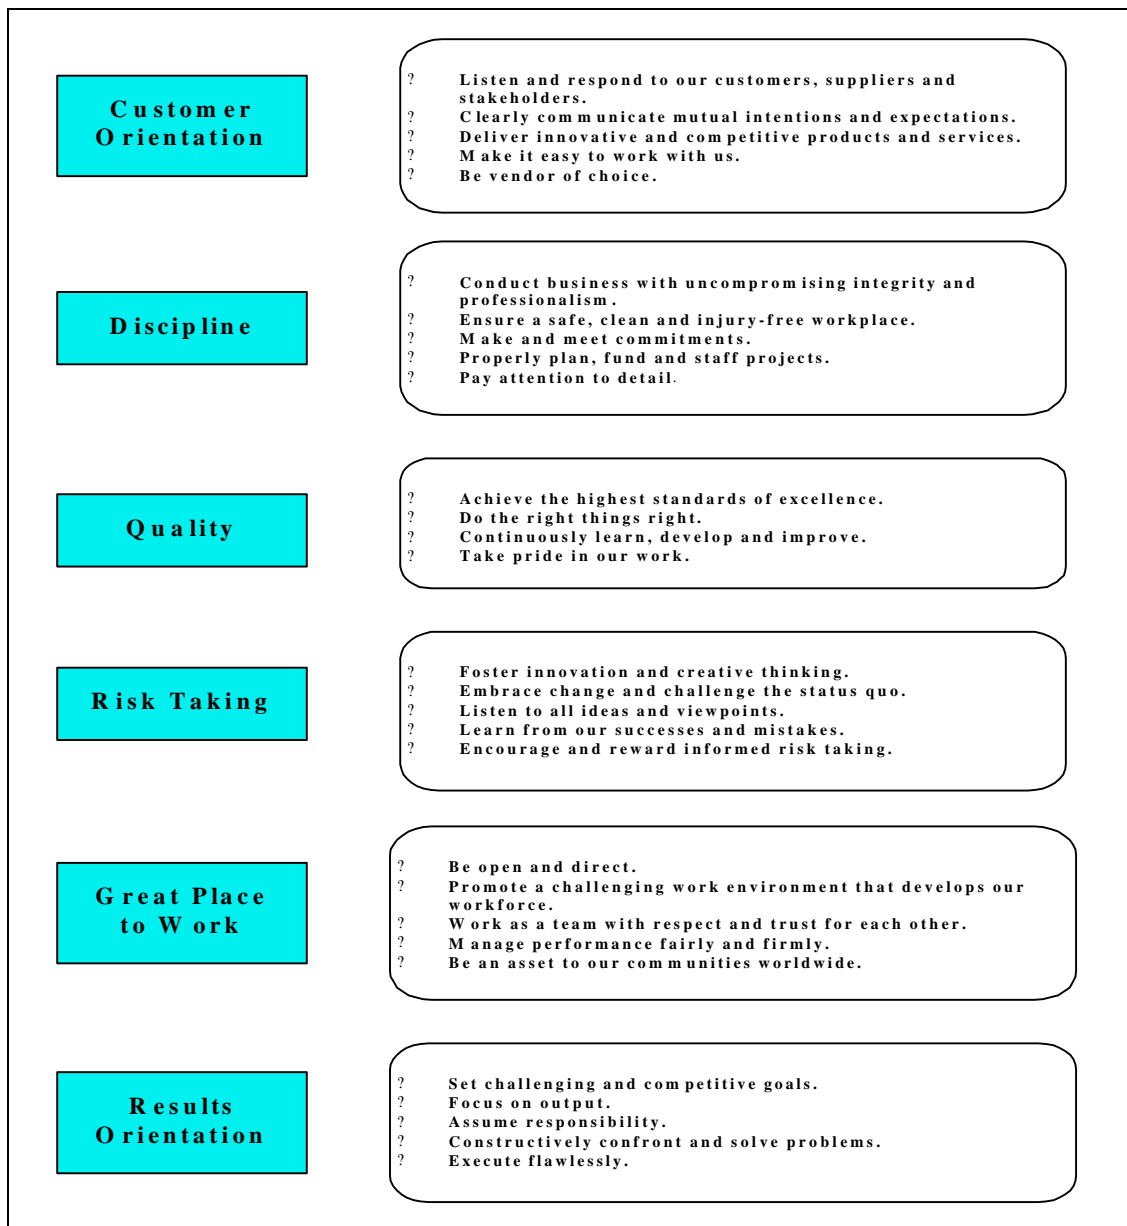 Customer
Orientation
? Listen and respond to our customers, suppliers and
stakeholders.
? Clearly communicate mutual intentions and expectations.
? Deliver innovative and competitive products and services.
? Make it easy to work with us.
? Be vendor of choice.
Discipline
? Conduct business with uncompromising integrity and
professionalism.
? Ensure a safe, clean and injury-free workplace.
? Make and meet commitments.
? Properly plan, fund and staff projects.
? Pay attention to detail.
Quality
? Achieve the highest standards of excellence.
? Do the right things right.
? Continuously learn, develop and improve.
? Take pride in our work.
Risk Taking
? Foster innovation and creative thinking.
? Embrace change and challenge the status quo.
? Listen to all ideas and viewpoints.
? Learn from our successes and mistakes.
? Encourage and reward informed risk taking.
Great Place
to Work
? Be open and direct.
? Promote a challenging work environment that develops our
workforce.
? Work as a team with respect and trust for each other.
? Manage performance fairly and firmly.
? Be an asset to our communities worldwide.
Results
Orientation
? Set challenging and competitive goals.
? Focus on output.
? Assume responsibility.
? Constructively confront and solve problems.
? Execute flawlessly.